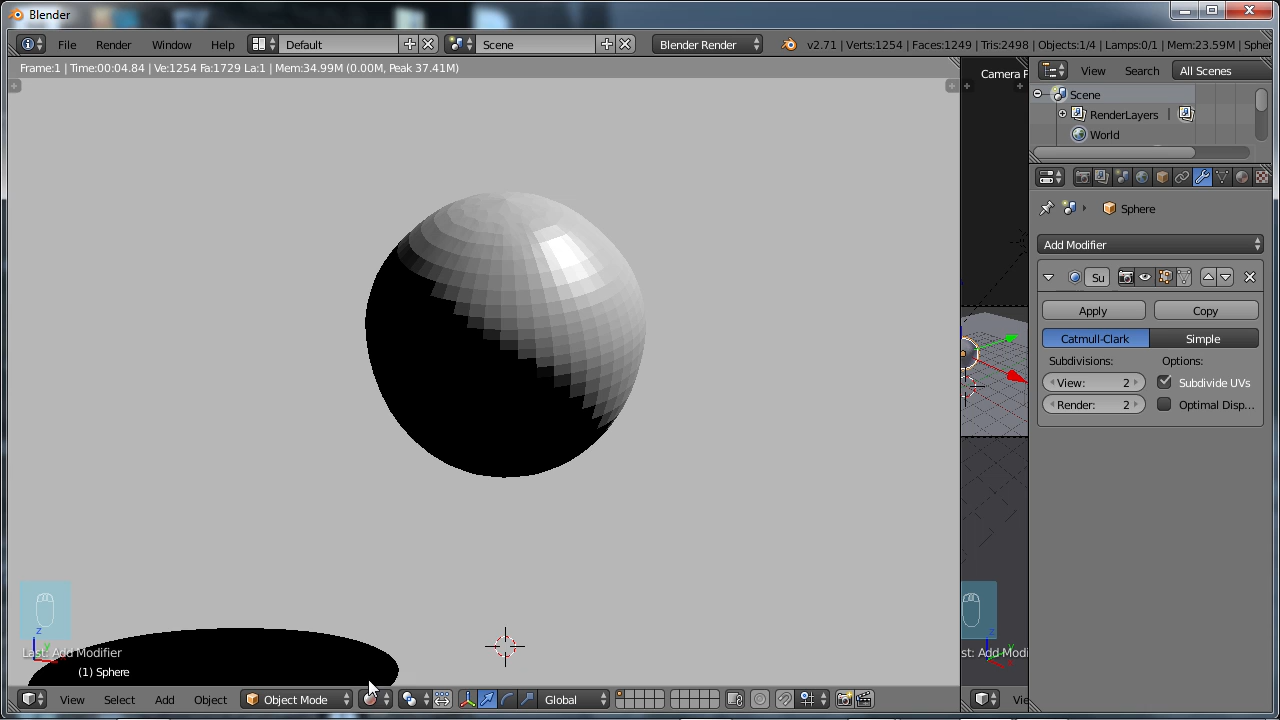 Blender
File Render Window Help Default Scene Blender Render v2.71 | Verts:1254 | Faces:1249 | Tris:2498 | Objects:1/4 | Lamps:0/1 | Mem:23.59M | Spher
Frame:1 | Time:00:04.84 | Ve:1254 Fa:1729 La:1 | Mem:34.99M (0.00M, Peak 37.41M)
Camera P
View Search All Scenes
Scene
RenderLayers |
World
Sphere
Add Modifier
Su
Apply Copy
Catmull-Clark Simple
Subdivisions: Options:
View: 2 Subdivide UVs
Render: 2 Optimal Disp...
z
y
Last: Add Modifier
st: Add Modi
(1) Sphere
View Select Add Object Object Mode Global Vie